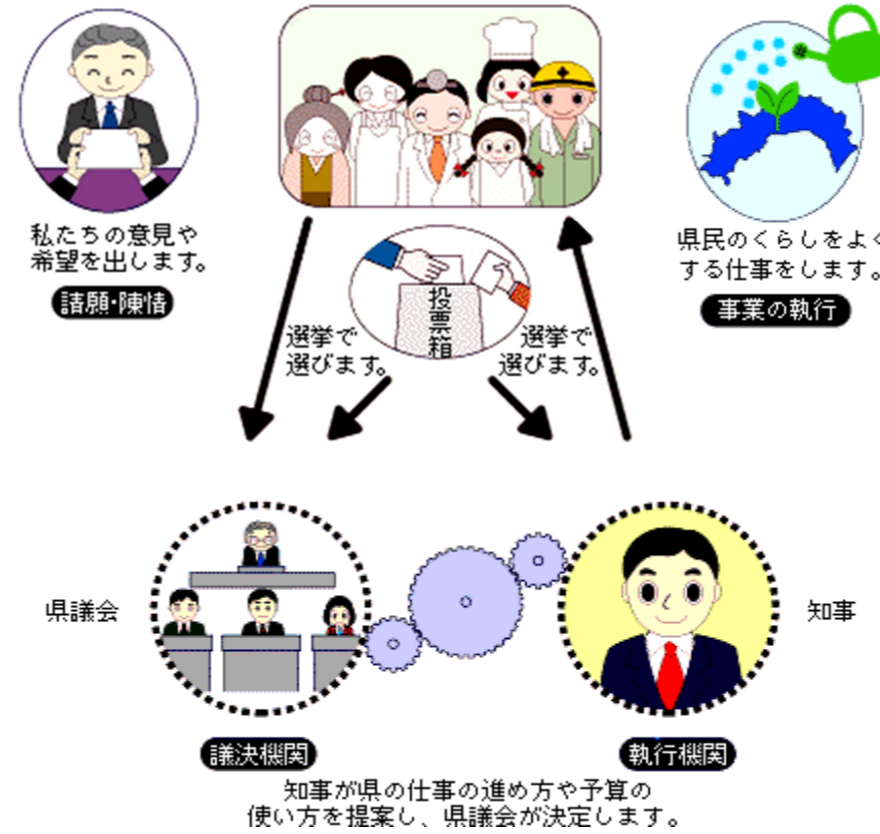 私たちの意見や
希望を出します。
請願・陳情
投票箱
選挙で
選びます。
選挙で
選びます。
県民のくらしをよく
する仕事をします。
事業の執行
県議会
知事
議決機関
執行機関
知事が県の仕事の進め方や予算の
使い方を提案し、県議会が決定します。